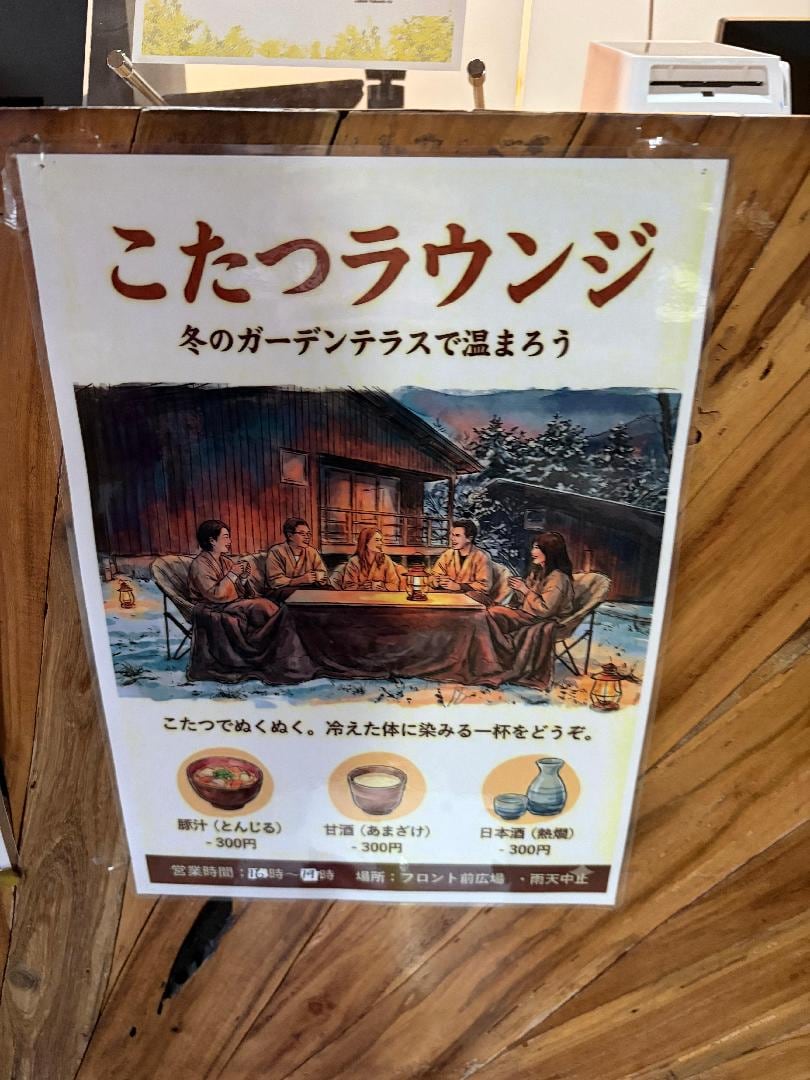 こたつラウンジ
冬のガーデンテラスで温まろう
こたつでぬくぬく。冷えた体に染みる一杯をどうぞ。
豚汁（とんじる） 甘酒（あまざけ） 日本酒（熱燗）
- 300円 - 300円 - 300円
営業時間：16時～19時 場所：フロント前広場 ・雨天中止